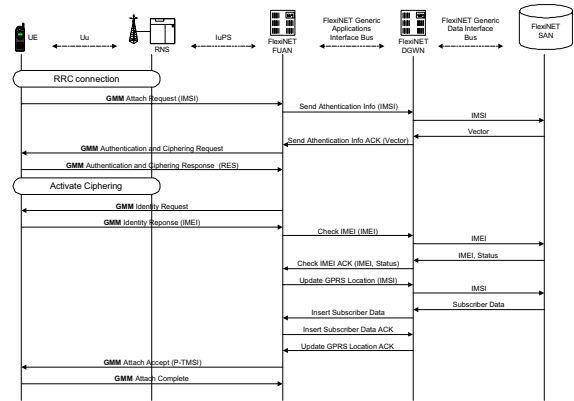 UE
Uu
RNS
IuPS
FlexiNET
FUAN
FlexiNET Generic
Applications
Interface Bus
FlexiNET
DGWN
FlexiNET Generic
Data Interface
Bus
FlexiNET
SAN
RRC connection
GMM Attach Request (IMSI)
Send Athentication Info (IMSI)
IMSI
Vector
Send Athentication Info ACK (Vector)
GMM Authentication and Ciphering Request
GMM Authentication and Ciphering Response (RES)
Activate Ciphering
GMM Identity Request
GMM Identity Reponse (IMEI)
Check IMEI (IMEI)
IMEI
IMEI, Status
Check IMEI ACK (IMEI, Status)
Update GPRS Location (IMSI)
IMSI
Subscriber Data
Insert Subscriber Data
Insert Subscriber Data ACK
Update GPRS Location ACK
GMM Attach Accept (P-TMSI)
GMM Attach Complete